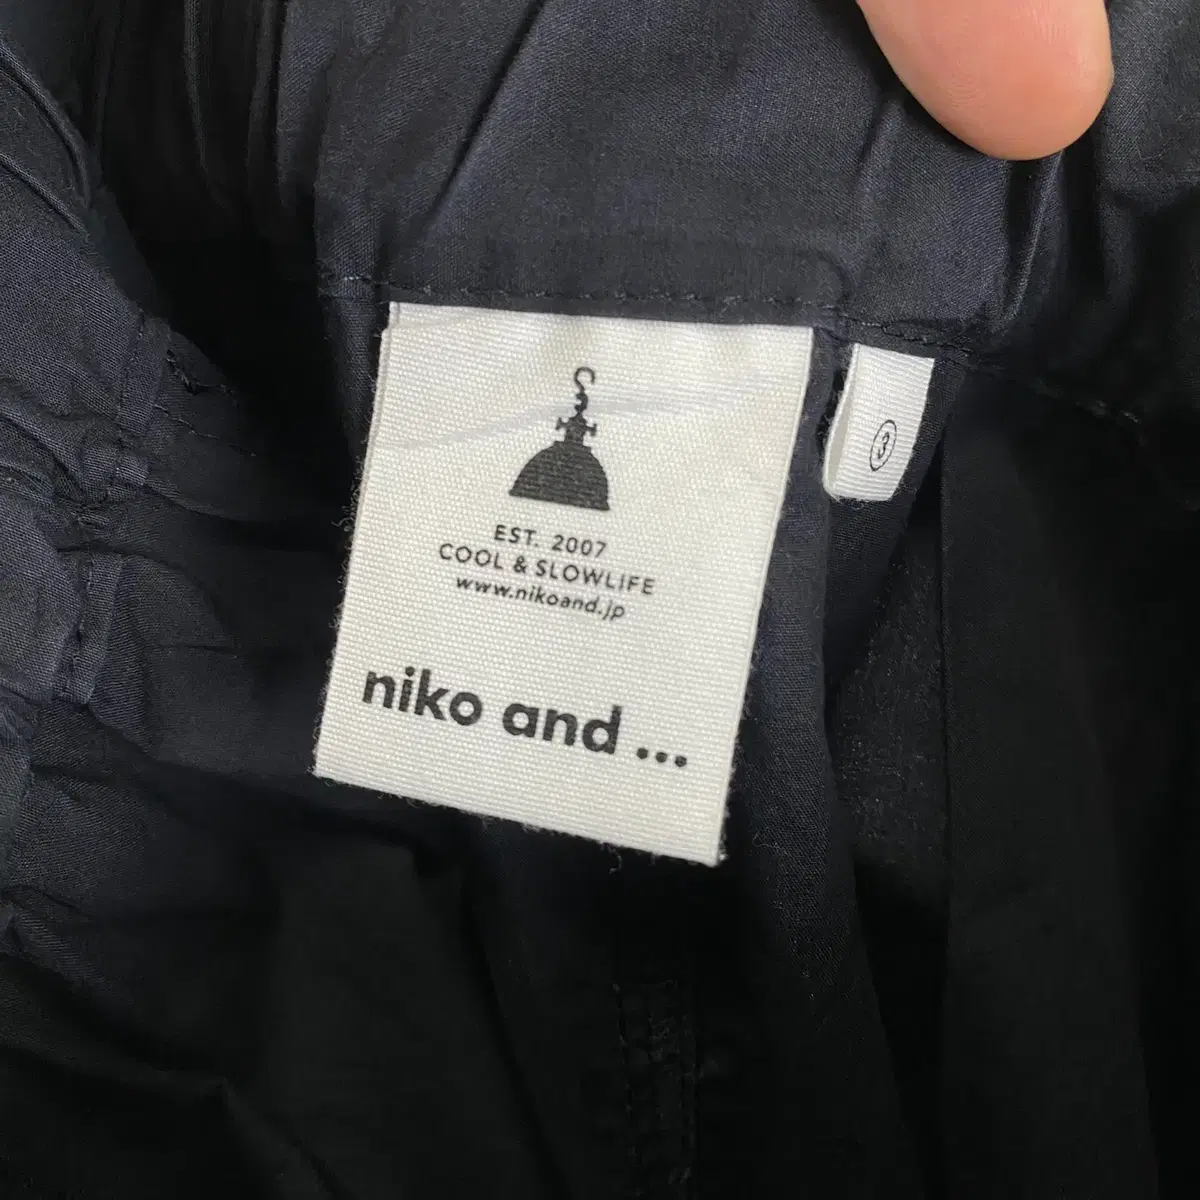 EST. 2007
COOL & SLOWLIFE
www.nikoand.jp
niko and ...
3